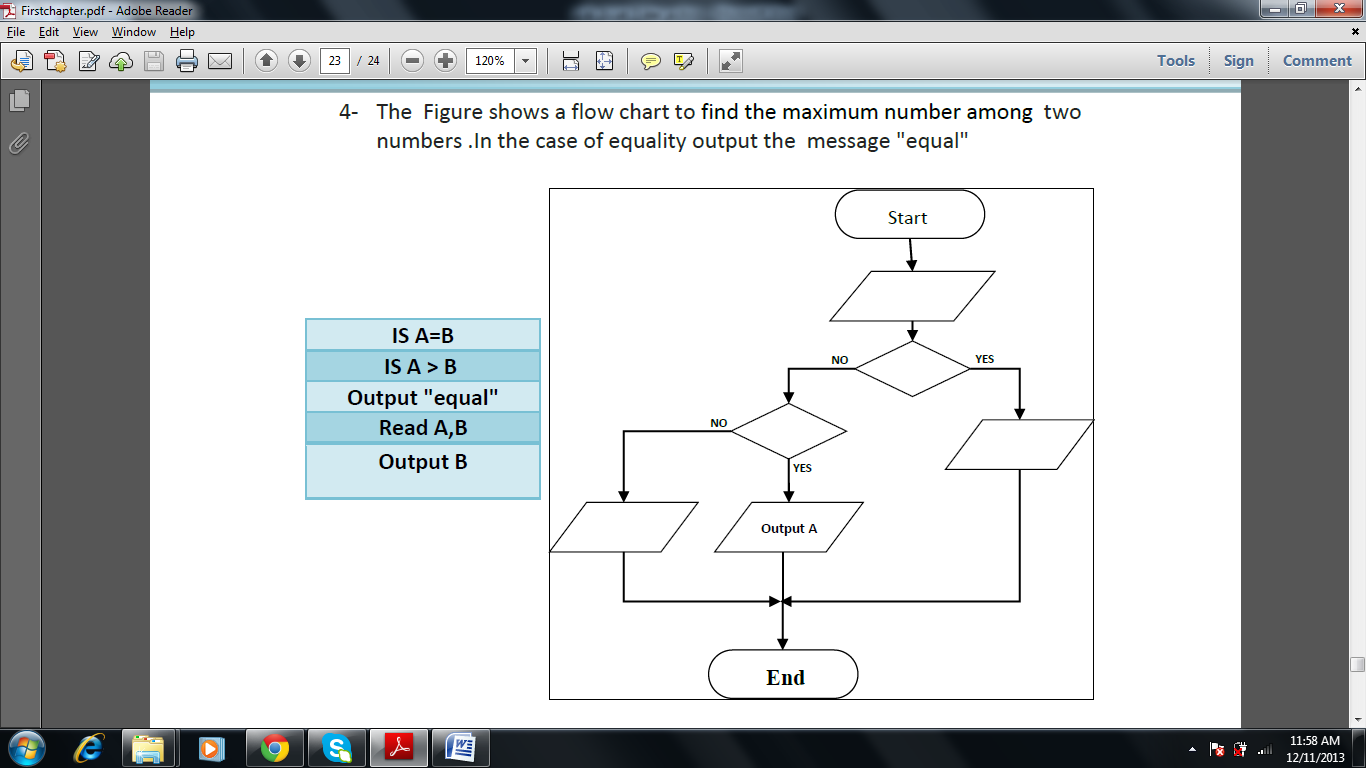 Firstchapter.pdf - Adobe Reader
File Edit View Window Help
23 / 24 120% Tools Sign Comment
4- The Figure shows a flow chart to find the maximum number among two
numbers .In the case of equality output the message "equal"
Start
IS A=B
IS A > B
Output "equal"
Read A,B
Output B
NO YES
NO
YES
Output A
End
11:58 AM
12/11/2013